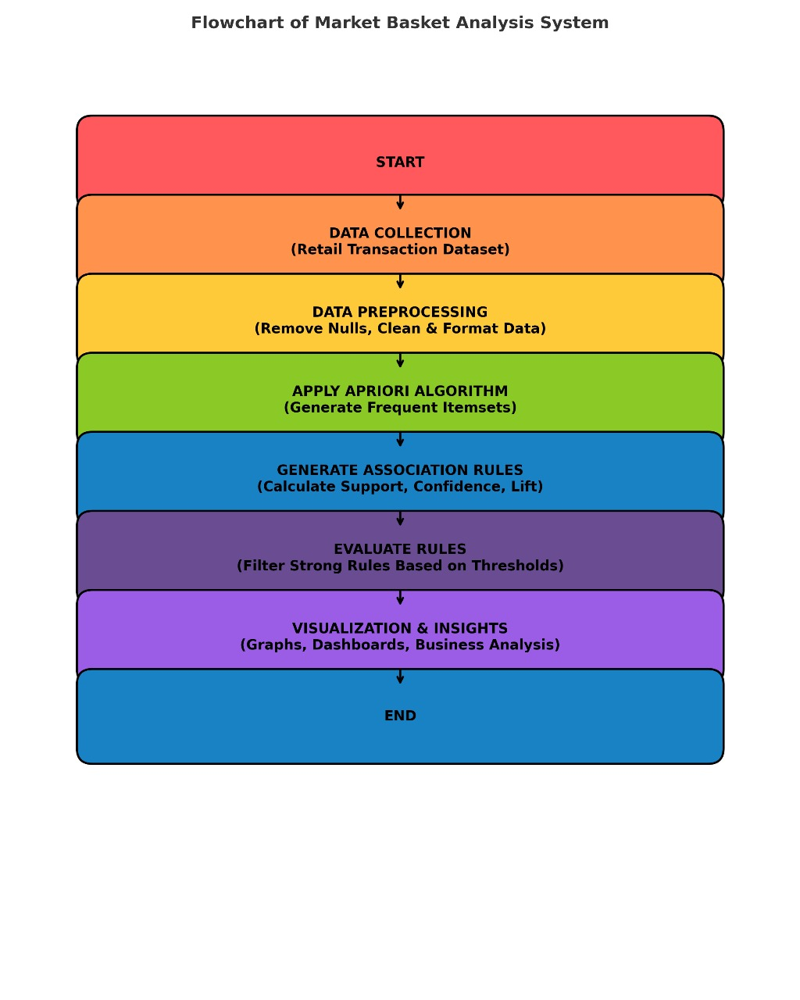 Flowchart of Market Basket Analysis System
START
DATA COLLECTION
(Retail Transaction Dataset)
DATA PREPROCESSING
(Remove Nulls, Clean & Format Data)
APPLY APRIORI ALGORITHM
(Generate Frequent Itemsets)
GENERATE ASSOCIATION RULES
(Calculate Support, Confidence, Lift)
EVALUATE RULES
(Filter Strong Rules Based on Thresholds)
VISUALIZATION & INSIGHTS
(Graphs, Dashboards, Business Analysis)
END